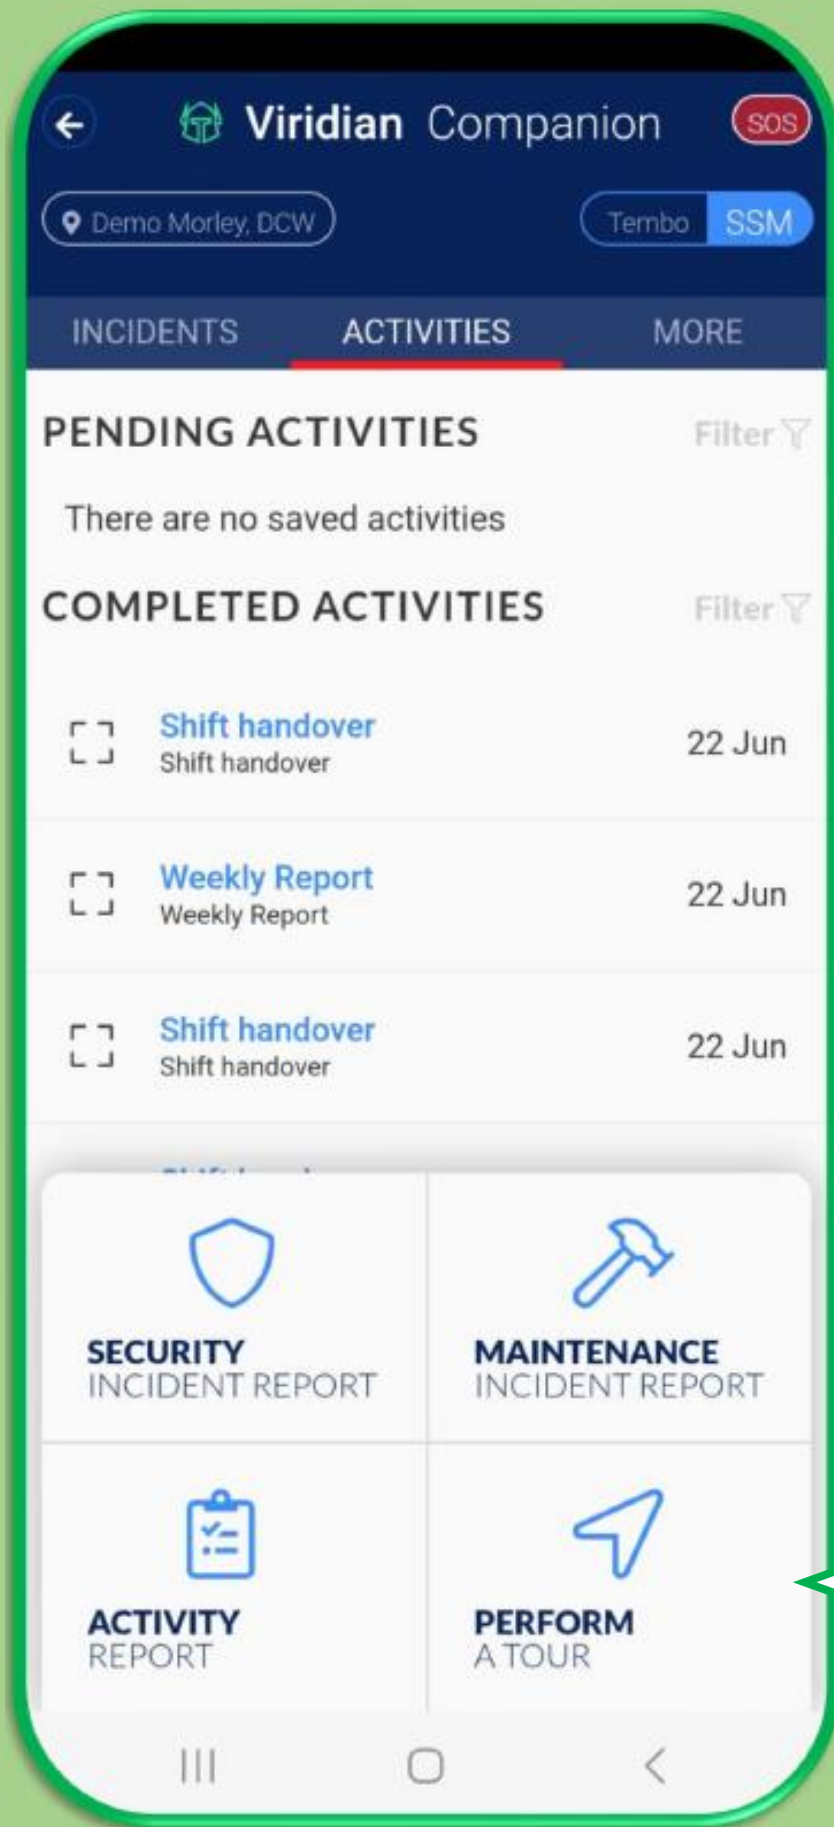 Viridian Companion
SOS
Demo Morley, DCW
Tembo SSM
INCIDENTS ACTIVITIES MORE
PENDING ACTIVITIES Filter
There are no saved activities
COMPLETED ACTIVITIES Filter
Shift handover
Shift handover
22 Jun
Weekly Report
Weekly Report
22 Jun
Shift handover
Shift handover
22 Jun
SECURITY
INCIDENT REPORT
MAINTENANCE
INCIDENT REPORT
ACTIVITY
REPORT
PERFORM
A TOUR